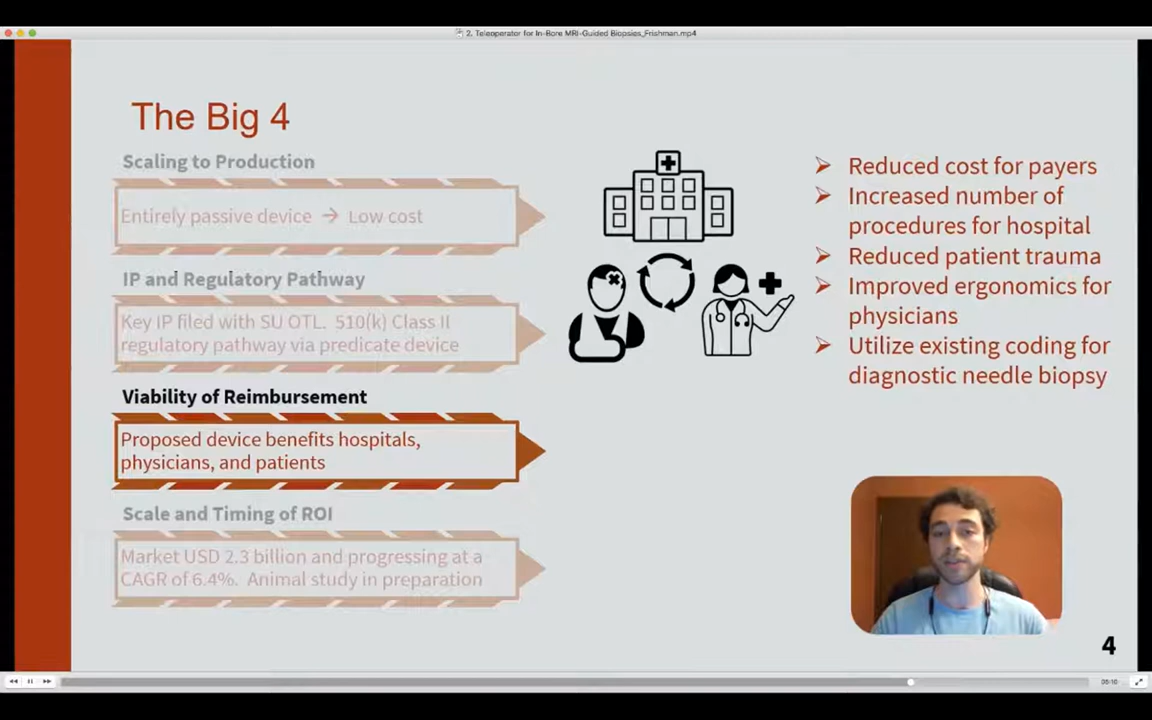 2. Teleoperator for In-Bore MRI-Guided Biopsies_Frishman.mp4
The Big 4
Scaling to Production
Entirely passive device → Low cost
IP and Regulatory Pathway
Key IP filed with SU OTL. 510(k) Class II
regulatory pathway via predicate device
Viability of Reimbursement
Proposed device benefits hospitals,
physicians, and patients
Scale and Timing of ROI
Market USD 2.3 billion and progressing at a
CAGR of 6.4%. Animal study in preparation
Reduced cost for payers
Increased number of
procedures for hospital
Reduced patient trauma
Improved ergonomics for
physicians
Utilize existing coding for
diagnostic needle biopsy
4
05:10